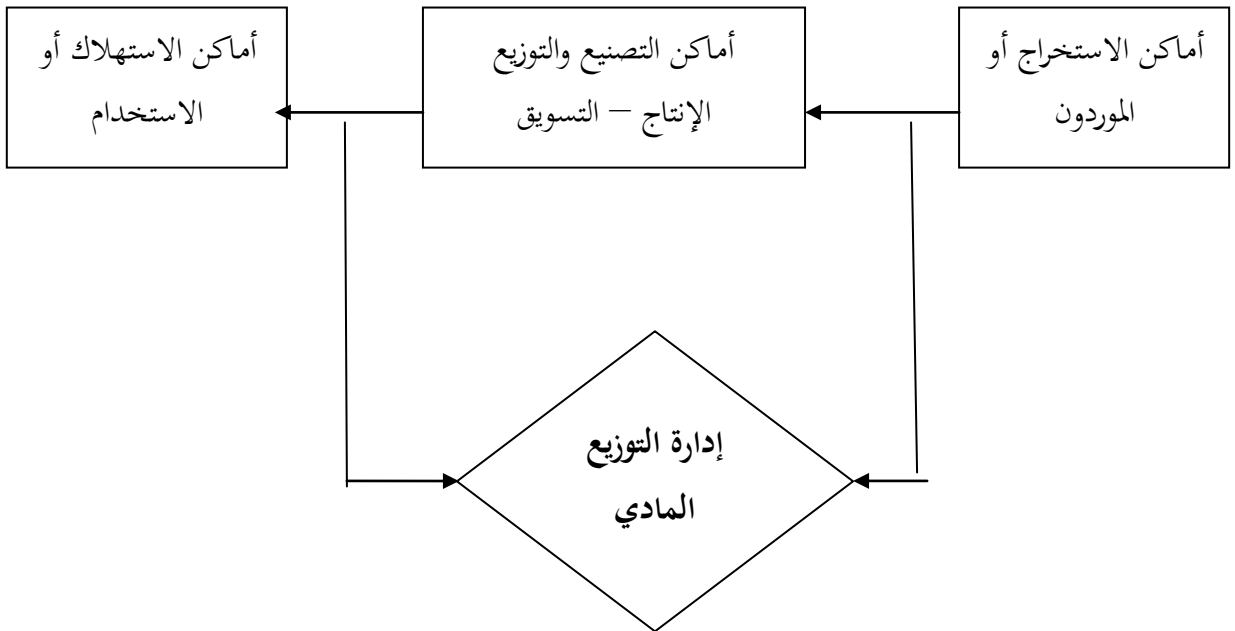 أماكن الاستخراج أو
الموردون
أماكن التصنيع والتوزيع
الإنتاج – التسويق
أماكن الاستهلاك أو
الاستخدام
إدارة التوزيع
المادي